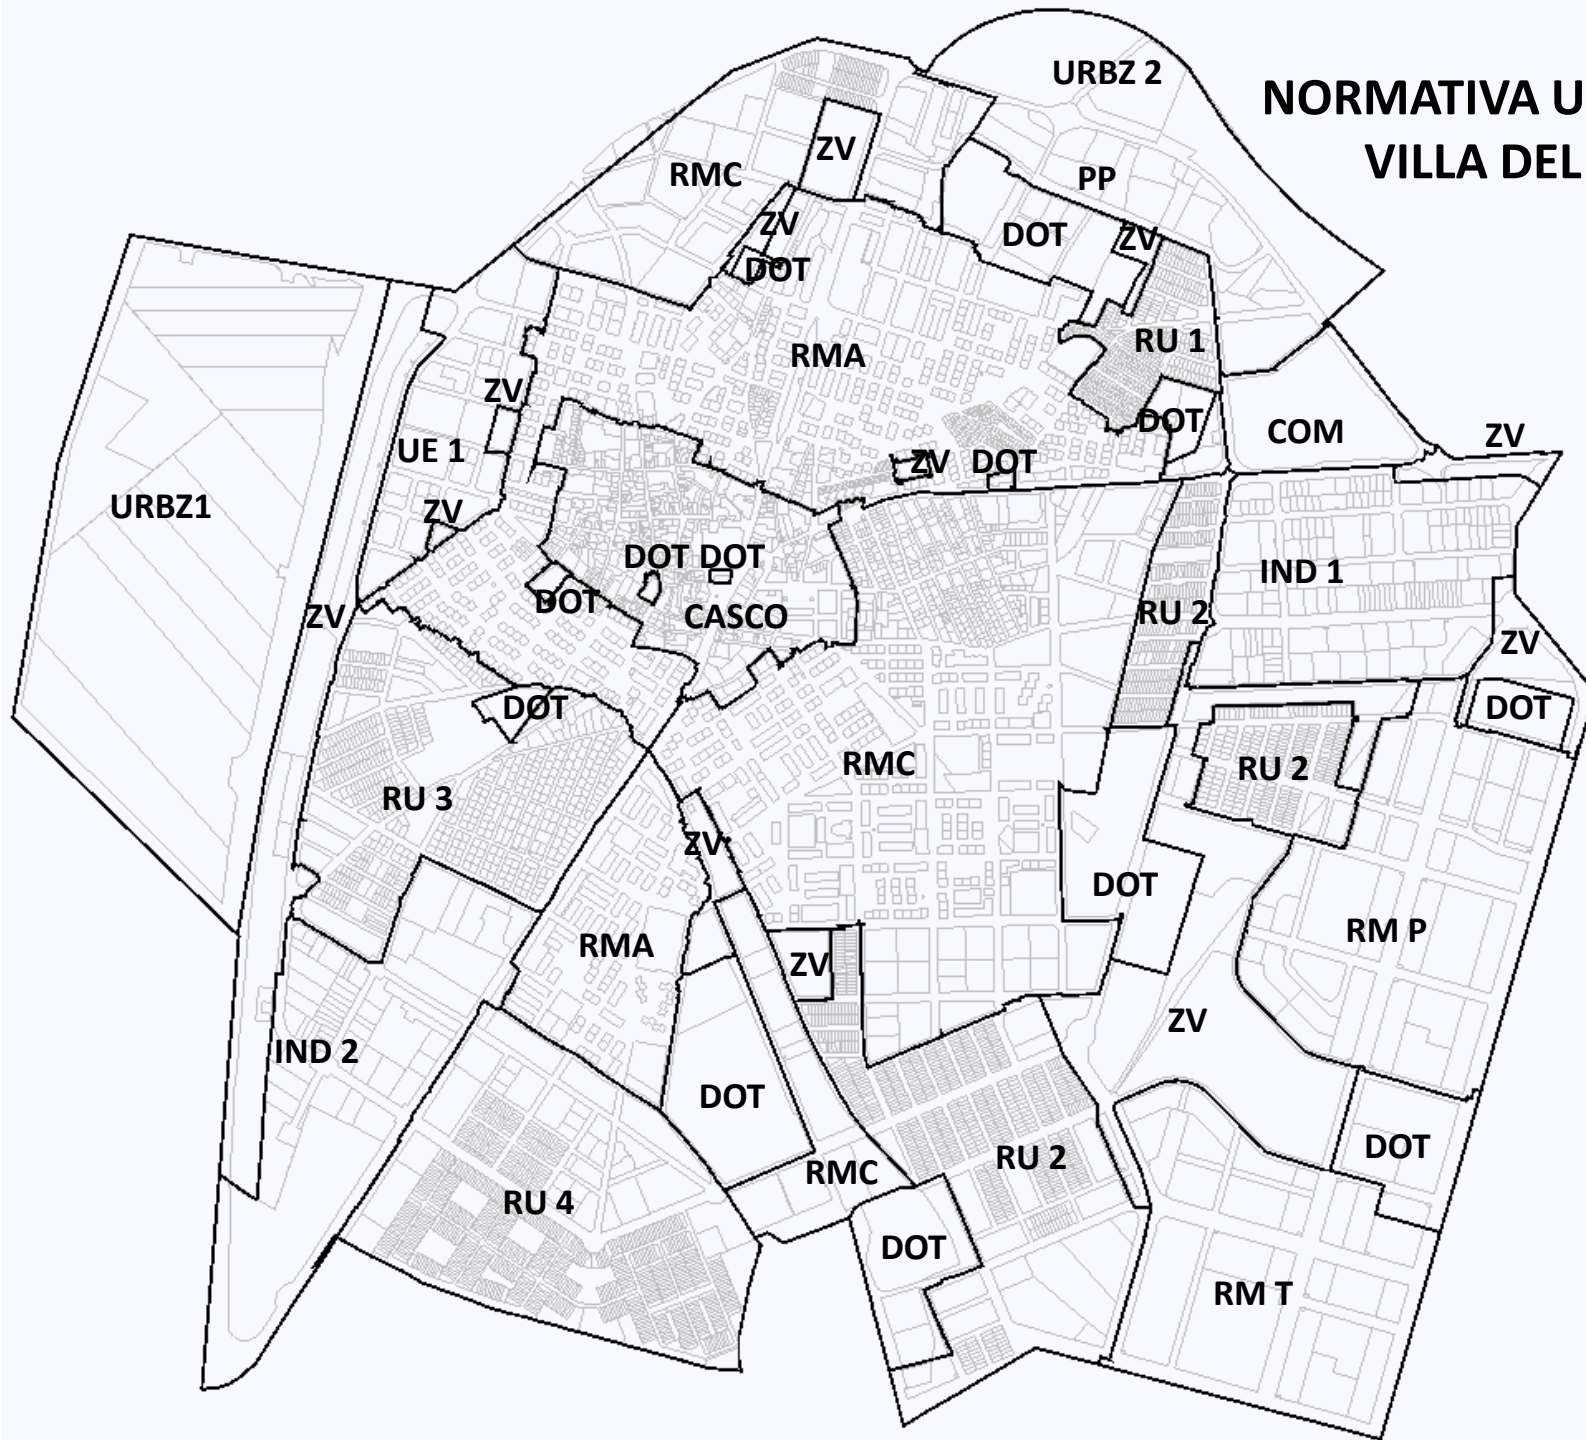 URBZ 2
NORMATIVA U
VILLA DEL
ZV
RMC
PP
ZV
DOT
ZV
DOT
RU 1
RMA
ZV
DOT
COM
ZV
UE 1
ZV
DOT
URBZ1
ZV
DOT DOT
IND 1
DOT
CASCO
RU 2
ZV
ZV
DOT
DOT
RMC
RU 2
RU 3
ZV
DOT
RM P
RMA
ZV
ZV
IND 2
DOT
DOT
RU 2
RMC
RU 4
DOT
RM T